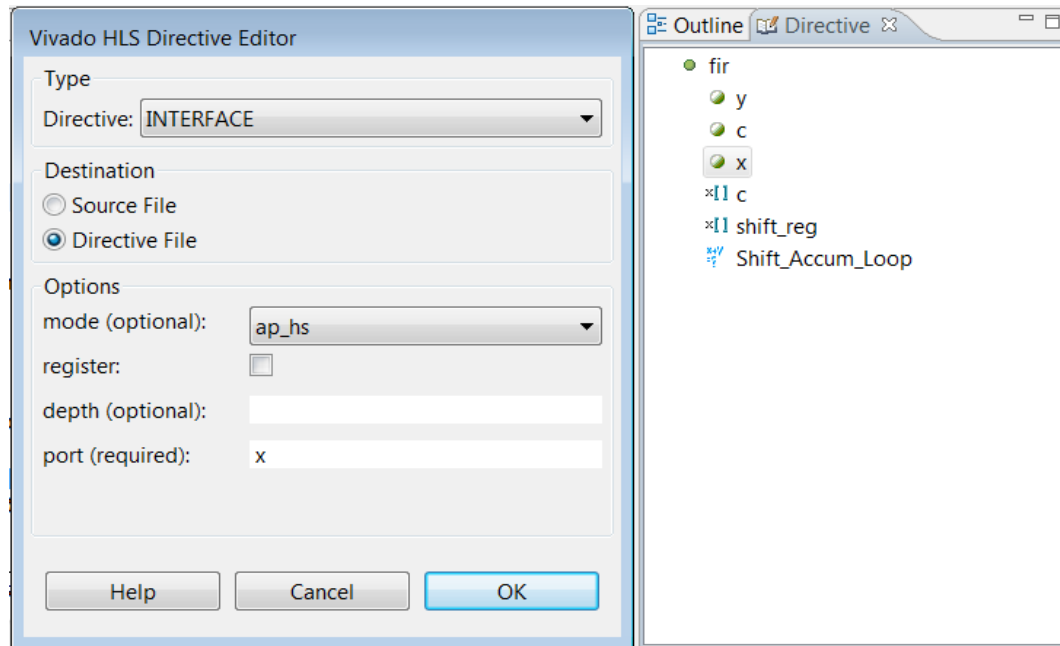 Vivado HLS Directive Editor
Type
Directive: INTERFACE
Destination
Source File
Directive File
Options
mode (optional): ap_hs
register:
depth (optional):
port (required): x
Help Cancel OK
Outline Directive
fir
y
c
x
x[] c
x[] shift_reg
Shift_Accum_Loop